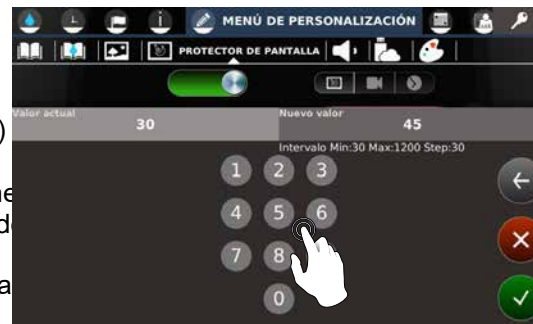 MENÚ DE PERSONALIZACIÓN
PROTECTOR DE PANTALLA
Valor actual
30
Nuevo valor
45
Intervalo Min:30 Max:1200 Step:30
1 2 3
4 5 6
7 8
0